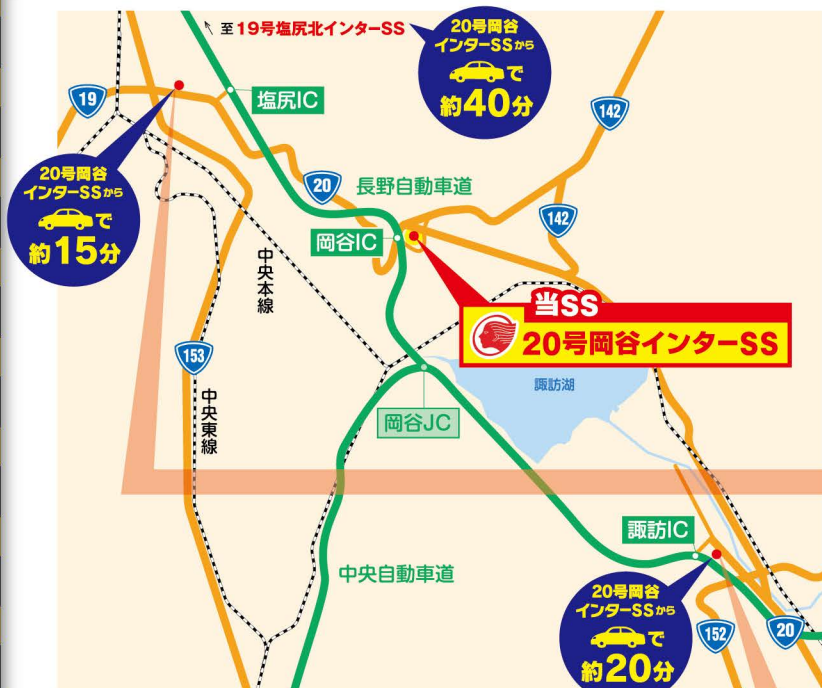 至19号塩尻北インターSS
20号岡谷
インターSSから
で
約40分
19
塩尻IC
142
20号岡谷
インターSSから
で
約15分
20
長野自動車道
142
岡谷IC
中央本線
当SS
20号岡谷インターSS
153
諏訪湖
中央東線
岡谷JC
諏訪IC
中央自動車道
20号岡谷
インターSSから
で
約20分
152
20